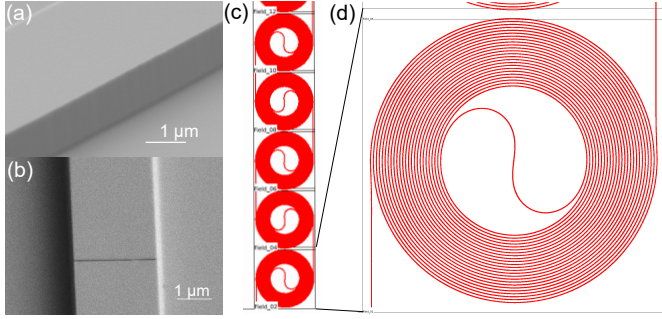 (a)
1 μm
(b)
1 μm
(c)
Field_12
Field_10
Field_08
Field_06
Field_04
Field_02
(d)